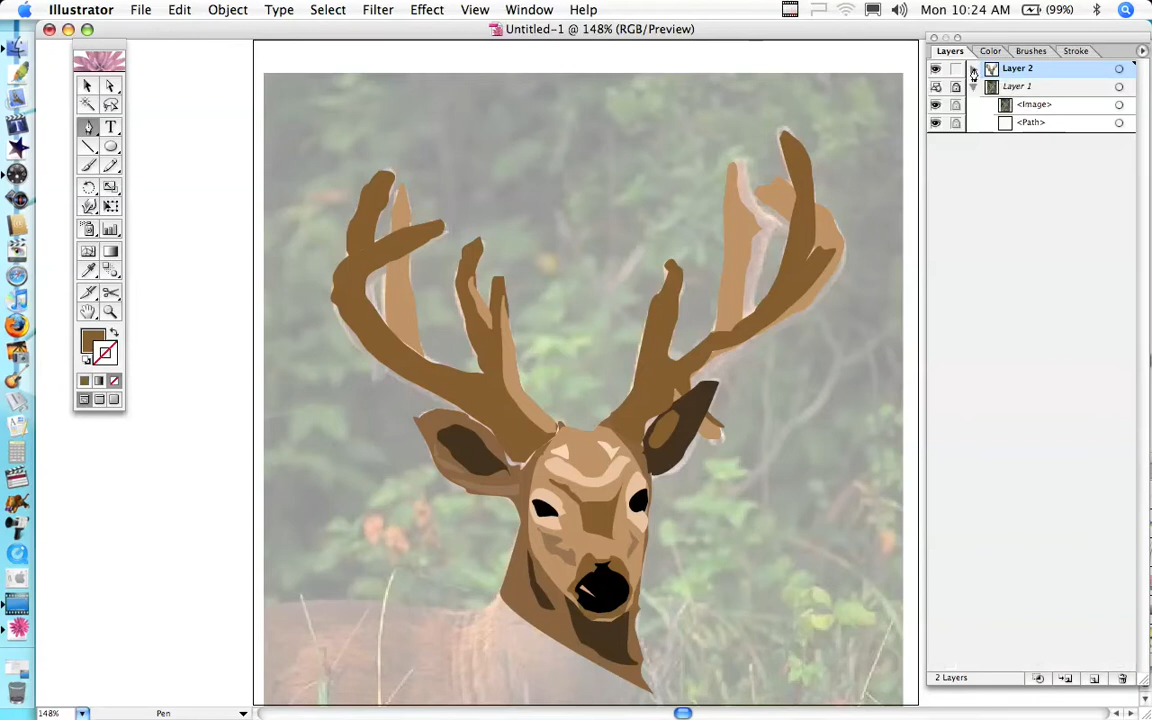 Illustrator File Edit Object Type Select Filter Effect View Window Help Mon 10:24 AM (99%)
Untitled-1 @ 148% (RGB/Preview)
Layers Color Brushes Stroke
Layer 2
Layer 1
<Image>
<Path>
T
2 Layers
148% Pen